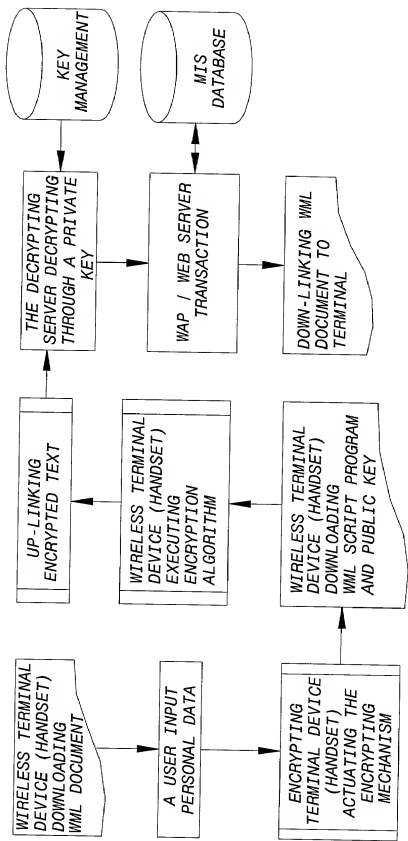 WIRELESS TERMINAL
DEVICE (HANDSET)
DOWNLOADING
WML DOCUMENT
A USER INPUT
PERSONAL DATA
ENCRYPTING
TERMINAL DEVICE
(HANDSET)
ACTUATING THE
ENCRYPTING
MECHANISM
WIRELESS TERMINAL
DEVICE (HANDSET)
DOWNLOADING
WML SCRIPT PROGRAM
AND PUBLIC KEY
WIRELESS TERMINAL
DEVICE (HANDSET)
EXECUTING
ENCRYPTION
ALGORITHM
UP-LINKING
ENCRYPTED TEXT
THE DECRYPTING
SERVER DECRYPTING
THROUGH A PRIVATE
KEY
KEY
MANAGEMENT
WAP / WEB SERVER
TRANSACTION
MIS
DATABASE
DOWN-LINKING WML
DOCUMENT TO
TERMINAL